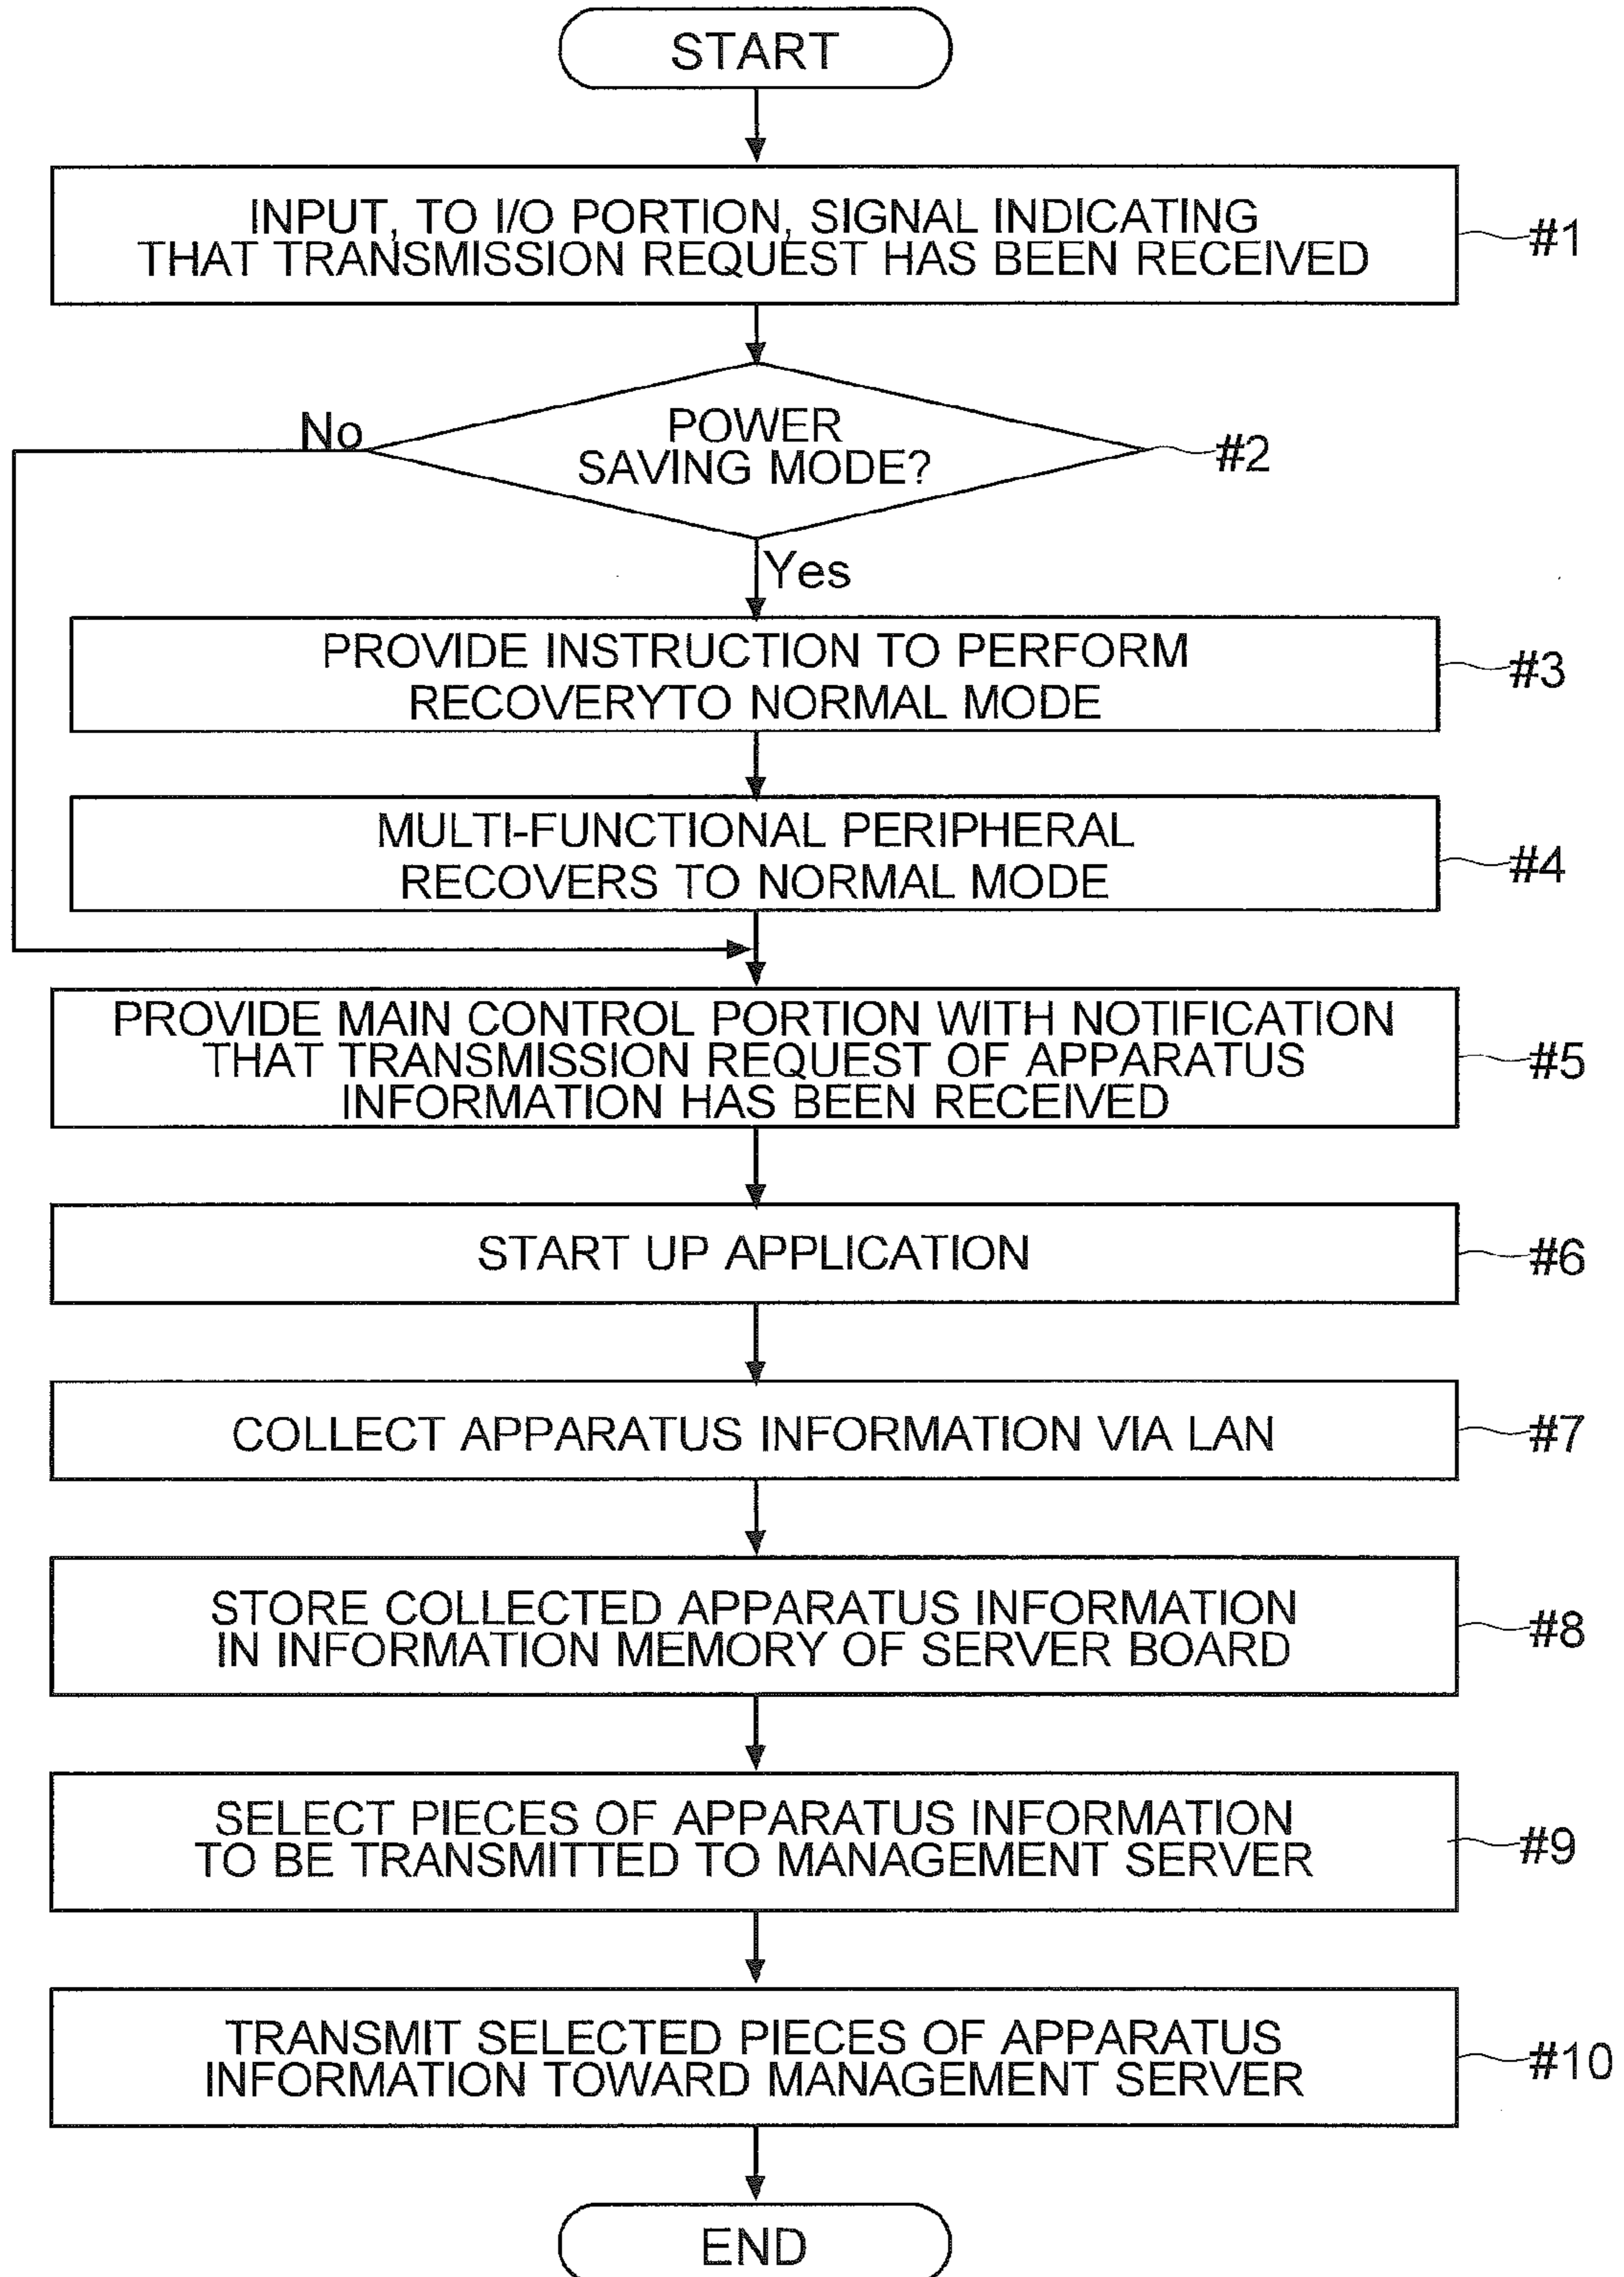 START
INPUT, TO I/O PORTION, SIGNAL INDICATING
THAT TRANSMISSION REQUEST HAS BEEN RECEIVED
#1
POWER
SAVING MODE?
#2
No
Yes
PROVIDE INSTRUCTION TO PERFORM
RECOVERYTO NORMAL MODE
#3
MULTI-FUNCTIONAL PERIPHERAL
RECOVERS TO NORMAL MODE
#4
PROVIDE MAIN CONTROL PORTION WITH NOTIFICATION
THAT TRANSMISSION REQUEST OF APPARATUS
INFORMATION HAS BEEN RECEIVED
#5
START UP APPLICATION
#6
COLLECT APPARATUS INFORMATION VIA LAN
#7
STORE COLLECTED APPARATUS INFORMATION
IN INFORMATION MEMORY OF SERVER BOARD
#8
SELECT PIECES OF APPARATUS INFORMATION
TO BE TRANSMITTED TO MANAGEMENT SERVER
#9
TRANSMIT SELECTED PIECES OF APPARATUS
INFORMATION TOWARD MANAGEMENT SERVER
#10
END